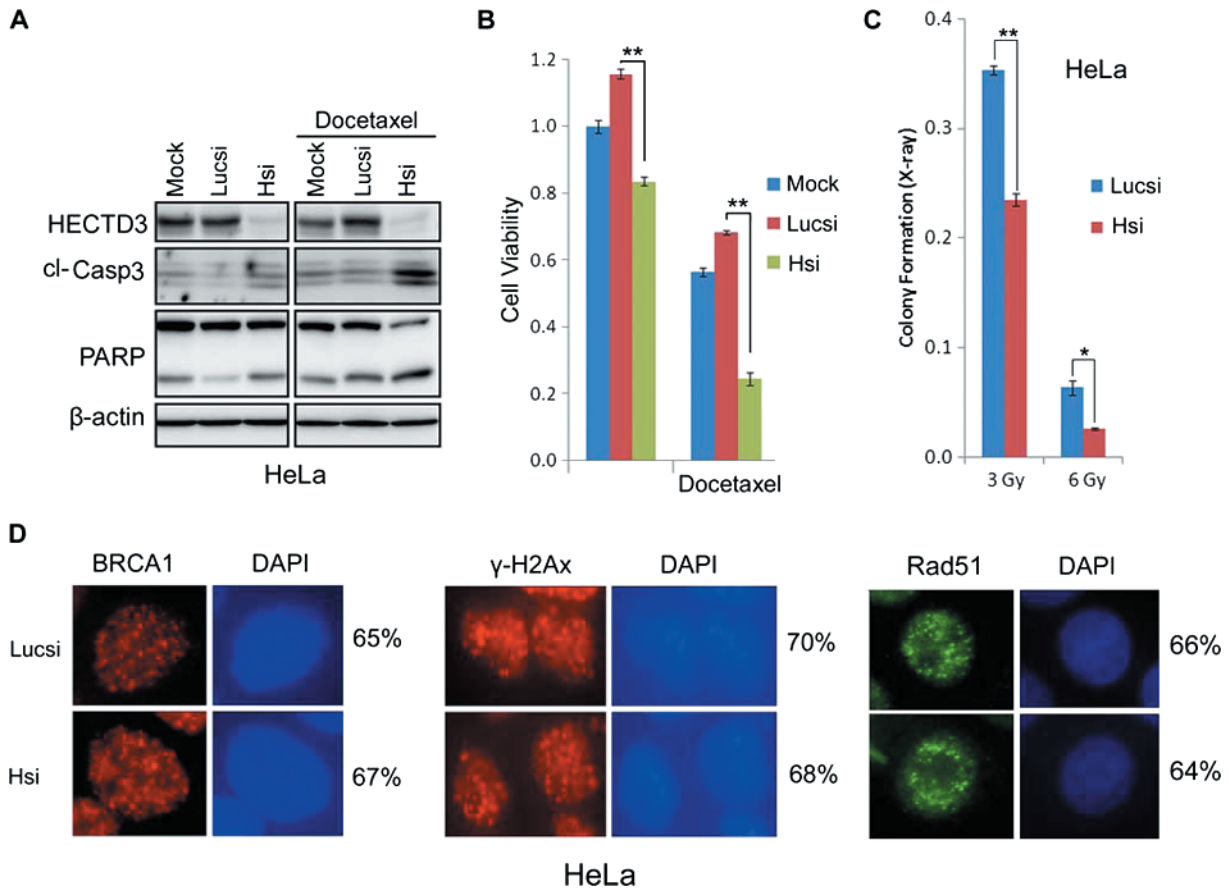 A
Docetaxel
Mock
Lucsi
Hsi
Mock
Lucsi
Hsi
HECTD3
cl-Casp3
PARP
β-actin
HeLa
B
Cell Viability
1.2
1.0
0.8
0.6
0.4
0.2
0.0
**
**
Docetaxel
Mock
Lucsi
Hsi
C
Colony Formation (X-ray)
0.4
0.3
0.2
0.1
0.0
**
*
HeLa
Lucsi
Hsi
3 Gy
6 Gy
D
BRCA1
DAPI
γ-H2Ax
DAPI
Rad51
DAPI
Lucsi
65%
70%
66%
Hsi
67%
68%
64%
HeLa